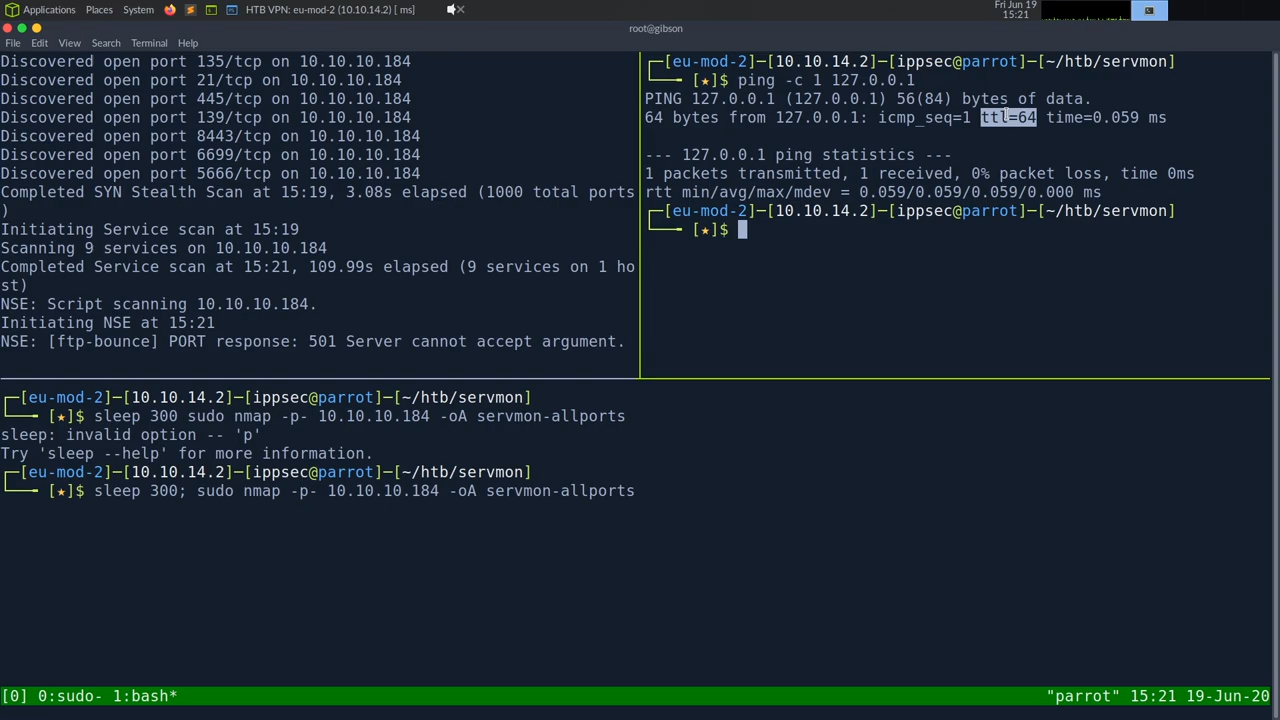 Applications Places System HTB VPN: eu-mod-2 (10.10.14.2) [ ms] Fri Jun 19 15:21
root@gibson
File Edit View Search Terminal Help
Discovered open port 135/tcp on 10.10.10.184
Discovered open port 21/tcp on 10.10.10.184
Discovered open port 445/tcp on 10.10.10.184
Discovered open port 139/tcp on 10.10.10.184
Discovered open port 8443/tcp on 10.10.10.184
Discovered open port 6699/tcp on 10.10.10.184
Discovered open port 5666/tcp on 10.10.10.184
Completed SYN Stealth Scan at 15:19, 3.08s elapsed (1000 total ports
)
Initiating Service scan at 15:19
Scanning 9 services on 10.10.10.184
Completed Service scan at 15:21, 109.99s elapsed (9 services on 1 ho
st)
NSE: Script scanning 10.10.10.184.
Initiating NSE at 15:21
NSE: [ftp-bounce] PORT response: 501 Server cannot accept argument.
┌─[eu-mod-2]─[10.10.14.2]─[ippsec@parrot]─[~/htb/servmon]
└──╼ [★]$ ping -c 1 127.0.0.1
PING 127.0.0.1 (127.0.0.1) 56(84) bytes of data.
64 bytes from 127.0.0.1: icmp_seq=1 ttl=64 time=0.059 ms
--- 127.0.0.1 ping statistics ---
1 packets transmitted, 1 received, 0% packet loss, time 0ms
rtt min/avg/max/mdev = 0.059/0.059/0.059/0.000 ms
┌─[eu-mod-2]─[10.10.14.2]─[ippsec@parrot]─[~/htb/servmon]
└──╼ [★]$
┌─[eu-mod-2]─[10.10.14.2]─[ippsec@parrot]─[~/htb/servmon]
└──╼ [★]$ sleep 300 sudo nmap -p- 10.10.10.184 -oA servmon-allports
sleep: invalid option -- 'p'
Try 'sleep --help' for more information.
┌─[eu-mod-2]─[10.10.14.2]─[ippsec@parrot]─[~/htb/servmon]
└──╼ [★]$ sleep 300; sudo nmap -p- 10.10.10.184 -oA servmon-allports
[0] 0:sudo- 1:bash* "parrot" 15:21 19-Jun-20